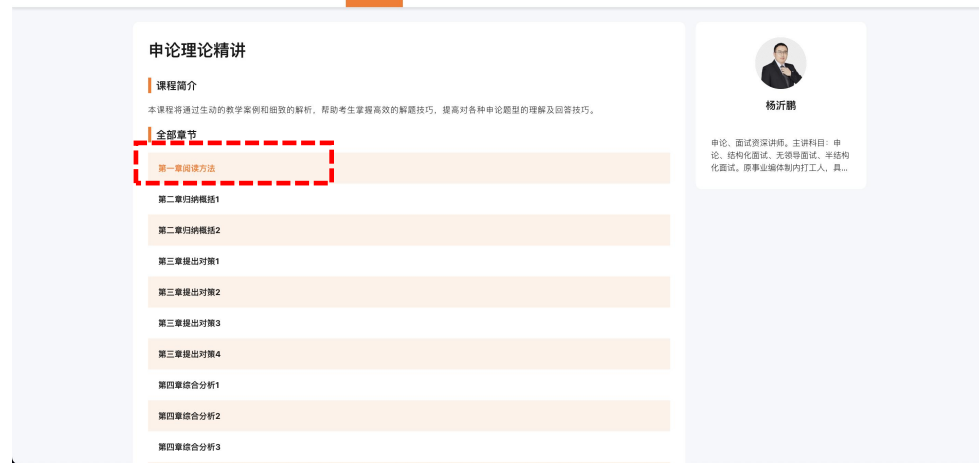 申论理论精讲
课程简介
本课程将通过生动的教学案例和细致的解析，帮助考生掌握高效的解题技巧，提高对各种申论题型的理解及回答技巧。
全部章节
第一章阅读方法
第二章归纳概括1
第二章归纳概括2
第三章提出对策1
第三章提出对策2
第三章提出对策3
第三章提出对策4
第四章综合分析1
第四章综合分析2
第四章综合分析3
杨沂鹏
申论、面试资深讲师。主讲科目：申
论、结构化面试、无领导面试、半结构
化面试。原事业编体制内打工人，具...